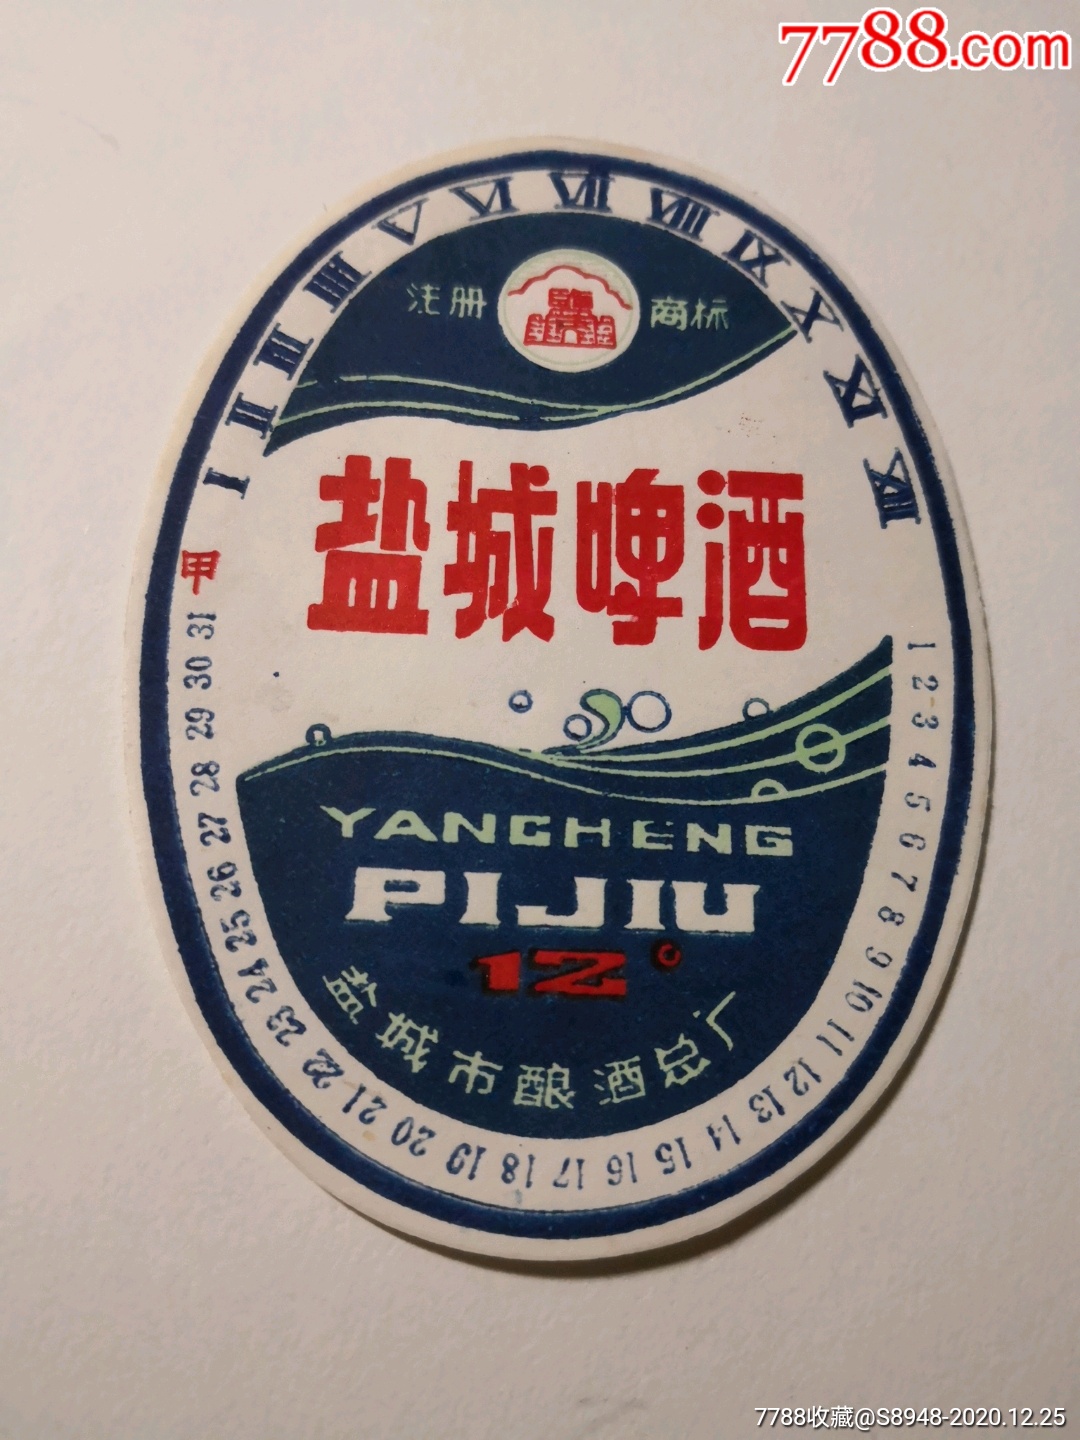 7788.com
I II III IIII V VI VII VIII IX X XI XII
注册 商标
盐城啤酒
甲
YANCHENG
PIJIU
12°
盐城市酿酒总厂
1 2 3 4 5 6 7 8 9 10 11 12 13 14 15 16 17 18 19 20 21 22 23 24 25 26 27 28 29 30 31
7788收藏@S8948-2020.12.25